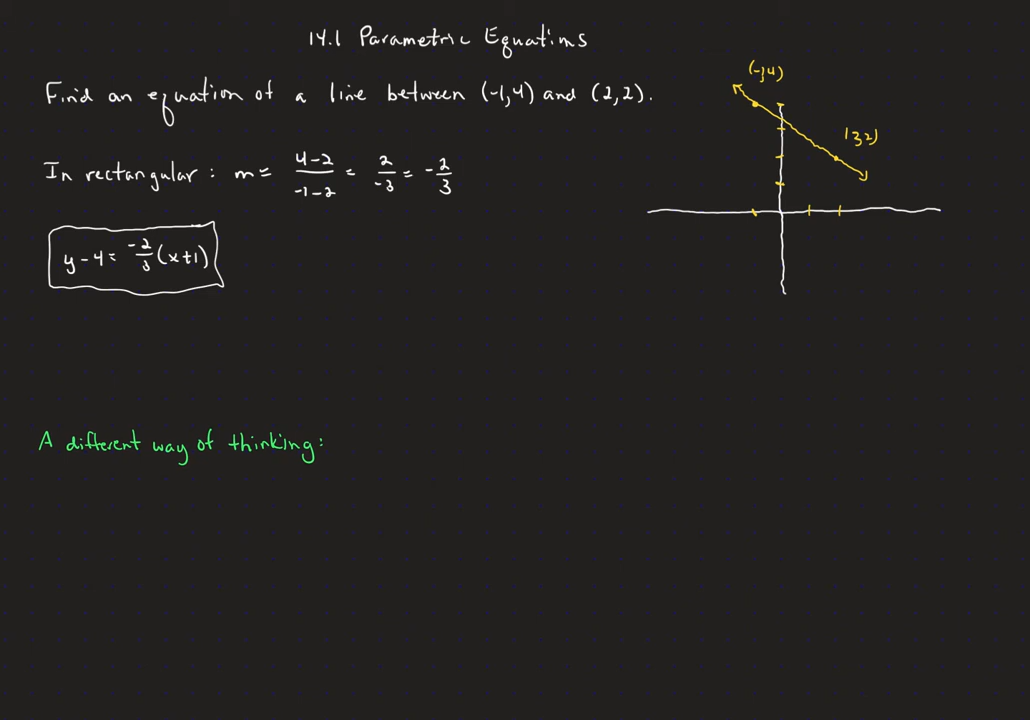 14.1 Parametric Equations
Find an equation of a line between (-1,4) and (2,2).
(-1,4)
(3,2)
In rectangular: m = 4-2/-1-2 = 2/-3 = -2/3
y-4 = -2/3 (x+1)
A different way of thinking: